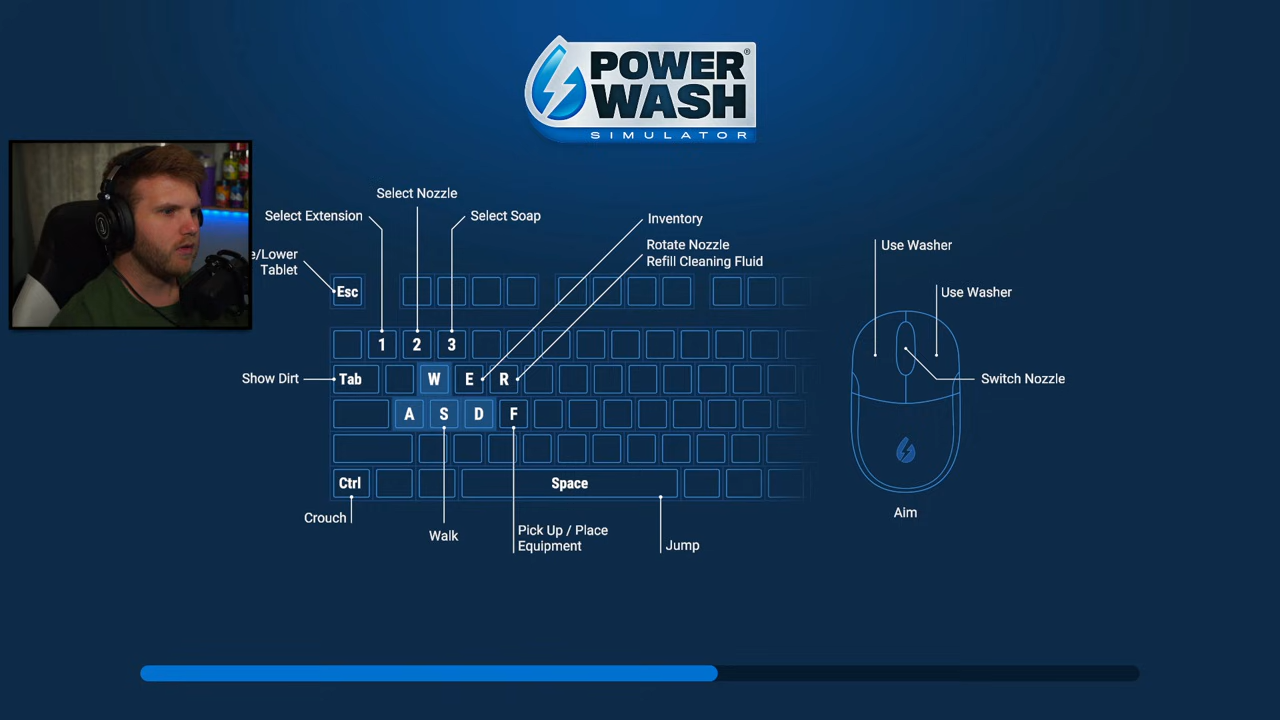 POWER®
WASH
SIMULATOR
Select Nozzle
Select Extension
Select Soap
Inventory
Rotate Nozzle
Refill Cleaning Fluid
Use Washer
/Lower
Tablet
Use Washer
Esc
1 2 3
Show Dirt
Tab W E R
Switch Nozzle
A S D F
Ctrl Space
Aim
Crouch
Walk
Pick Up / Place
Equipment
Jump